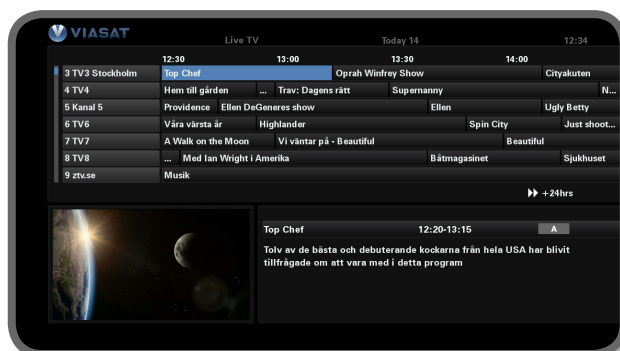 VIASAT
Live TV Today 14 12:34
12:30 13:00 13:30 14:00
3 TV3 Stockholm Top Chef Oprah Winfrey Show Cityakuten
4 TV4 Hem till gården ... Trav: Dagens rätt Supernanny N...
5 Kanal 5 Providence Ellen DeGeneres show Ellen Ugly Betty
6 TV6 Våra värsta år Highlander Spin City Just shoot...
7 TV7 A Walk on the Moon Vi väntar på - Beautiful Beautiful
8 TV8 ... Med Ian Wright i Amerika Båtmagasinet Sjukhuset
9 ztv.se Musik
+24hrs
Top Chef 12:20-13:15 A
Tolv av de bästa och debuterande kockarna från hela USA har blivit
tillfrågade om att vara med i detta program